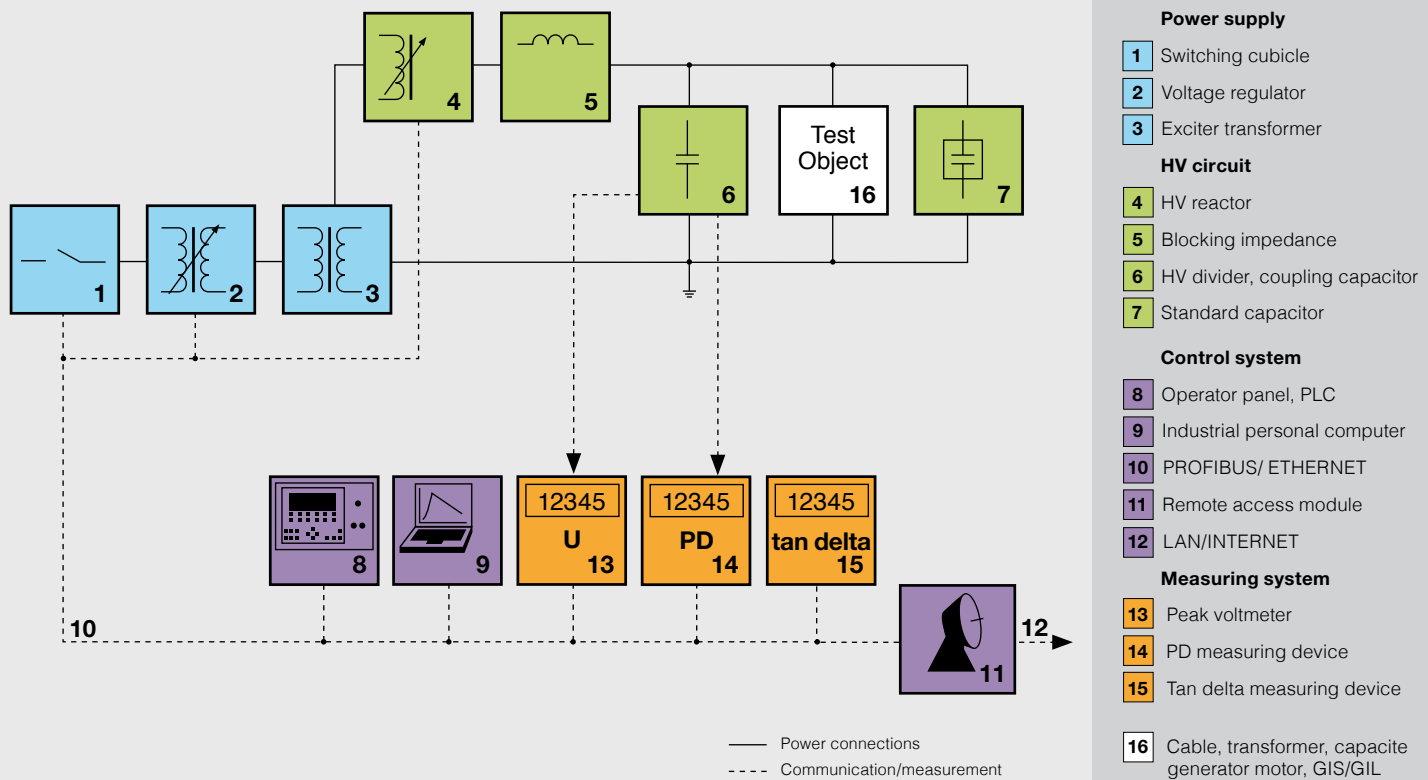 4
5
Test
Object
6
16
7
1
2
3
12345
12345
12345
U
PD
tan delta
8
9
13
14
15
10
12
11
Power connections
Communication/measurement
Power supply
1 Switching cubicle
2 Voltage regulator
3 Exciter transformer
HV circuit
4 HV reactor
5 Blocking impedance
6 HV divider, coupling capacitor
7 Standard capacitor
Control system
8 Operator panel, PLC
9 Industrial personal computer
10 PROFIBUS/ ETHERNET
11 Remote access module
12 LAN/INTERNET
Measuring system
13 Peak voltmeter
14 PD measuring device
15 Tan delta measuring device
16 Cable, transformer, capacite
generator motor, GIS/GIL